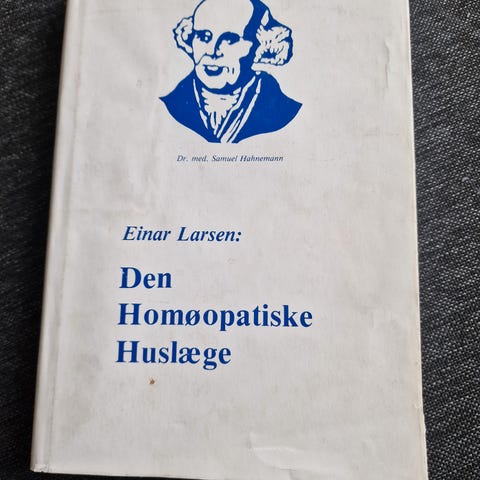 Dr. med. Samuel Hahnemann
Einar Larsen:
Den
Homøopatiske
Huslæge